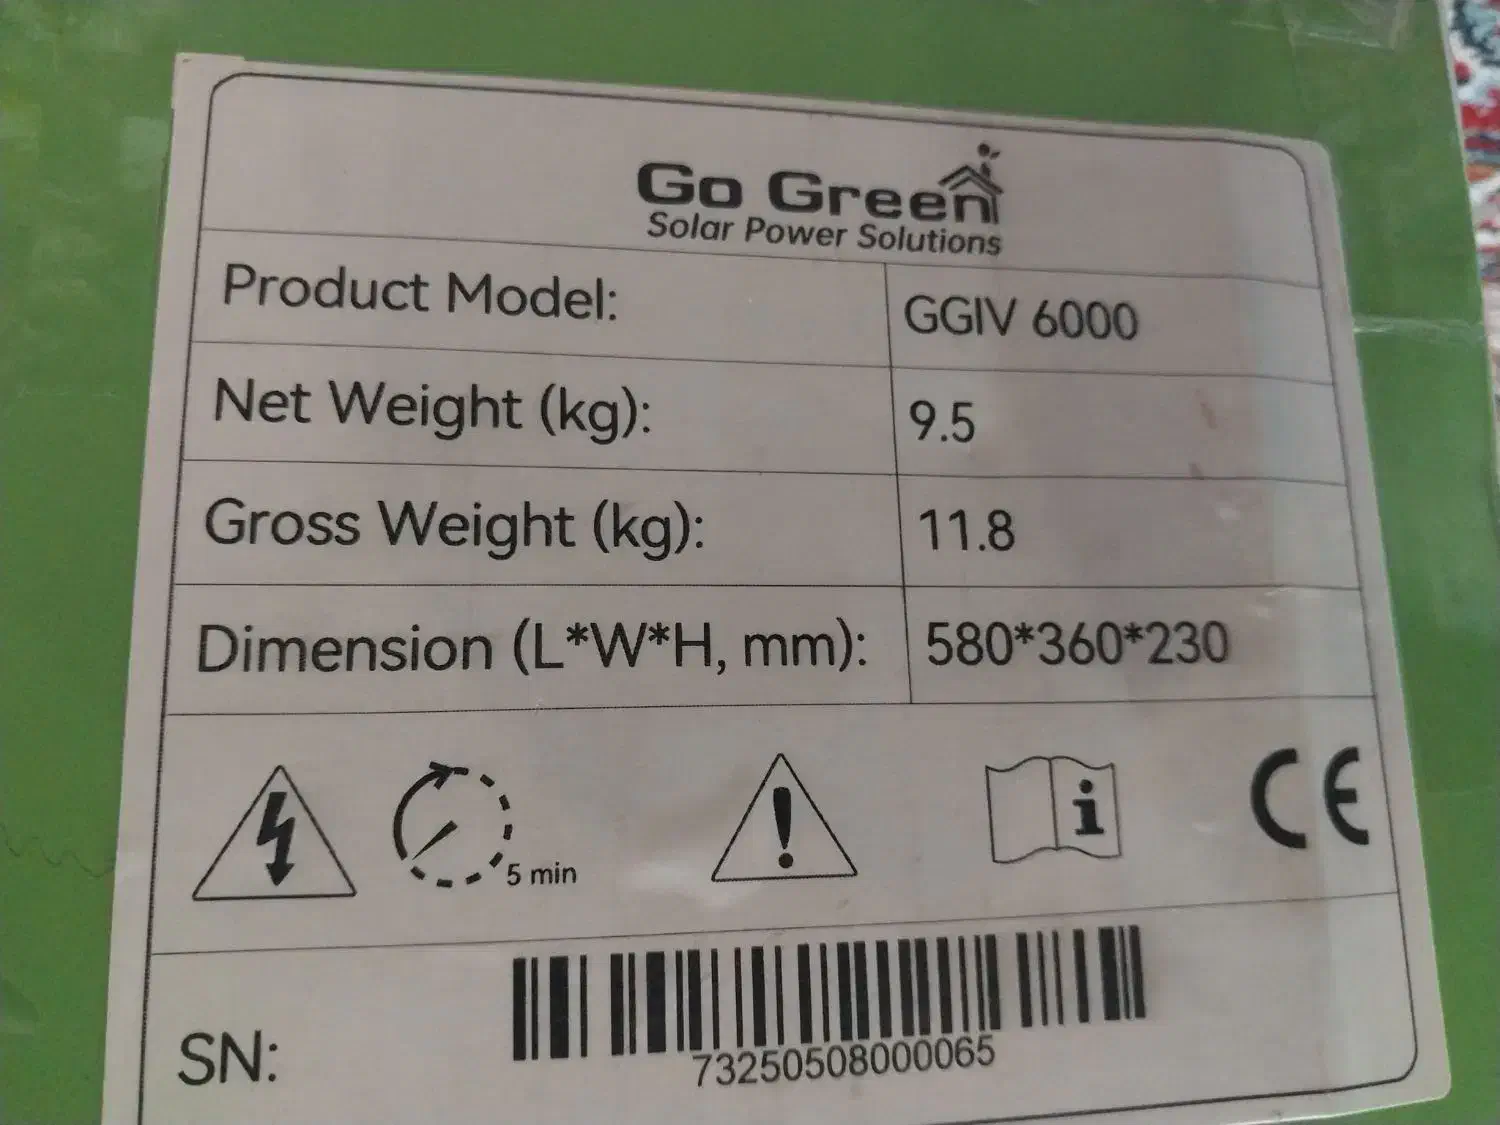 Go Green
Solar Power Solutions
Product Model: GGIV 6000
Net Weight (kg): 9.5
Gross Weight (kg): 11.8
Dimension (L*W*H, mm): 580*360*230
5 min
i
CE
SN:
73250508000065